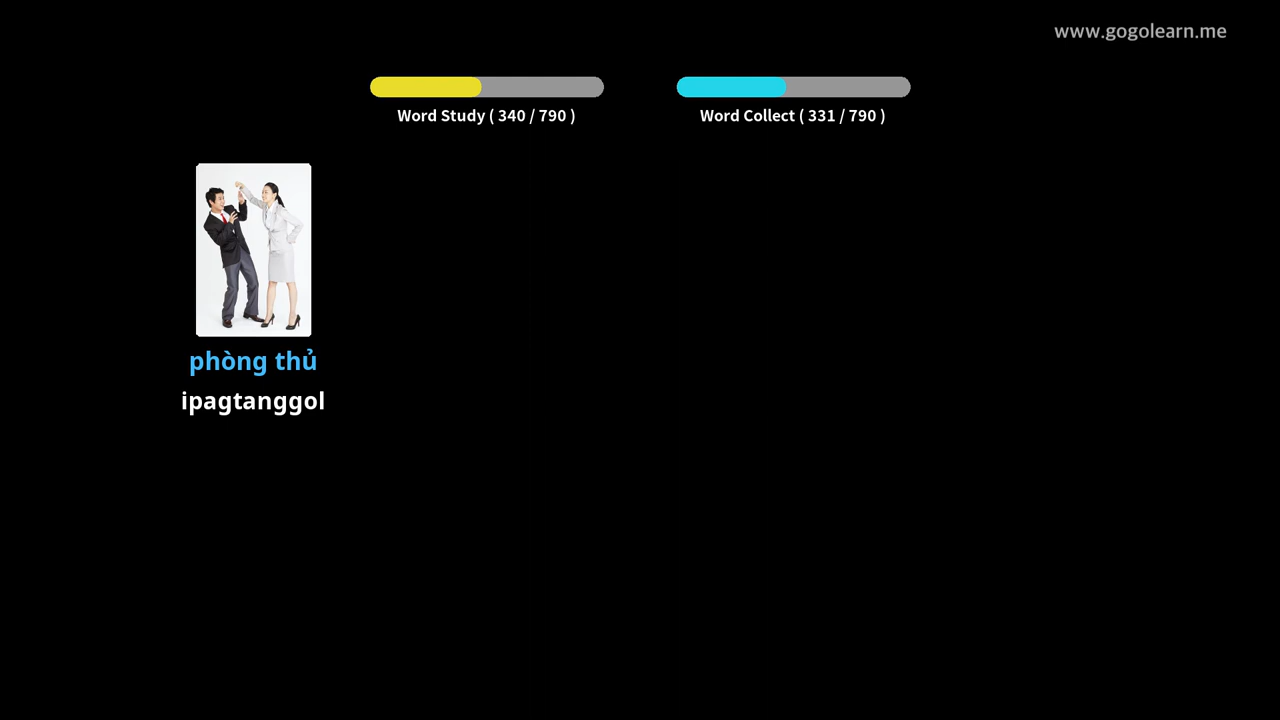 www.gogolearn.me
Word Study ( 340 / 790 )
Word Collect ( 331 / 790 )
phòng thủ
ipagtanggol